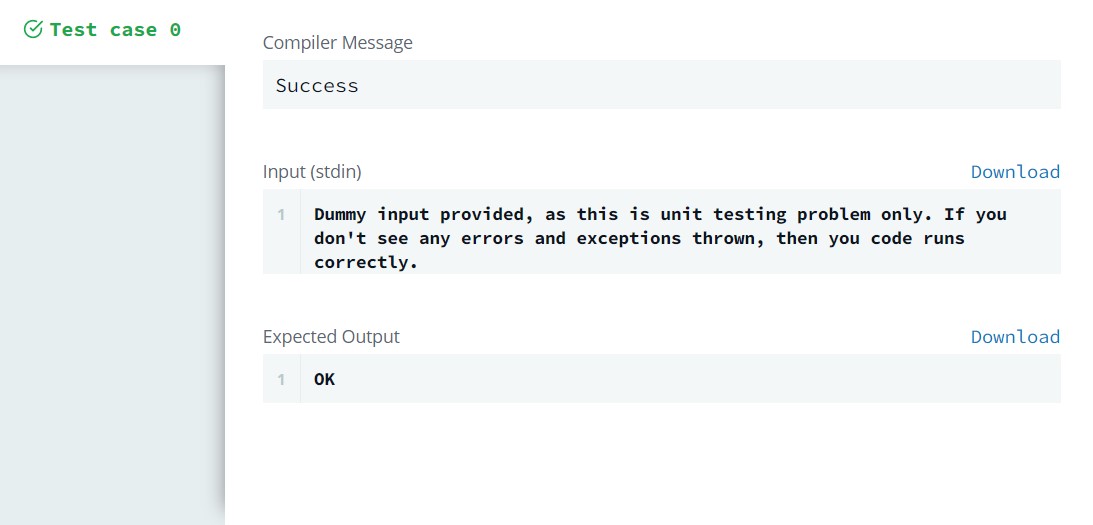 Test case 0
Compiler Message
Success
Input (stdin)
Download
1
Dummy input provided, as this is unit testing problem only. If you
don't see any errors and exceptions thrown, then you code runs
correctly.
Expected Output
Download
1
OK